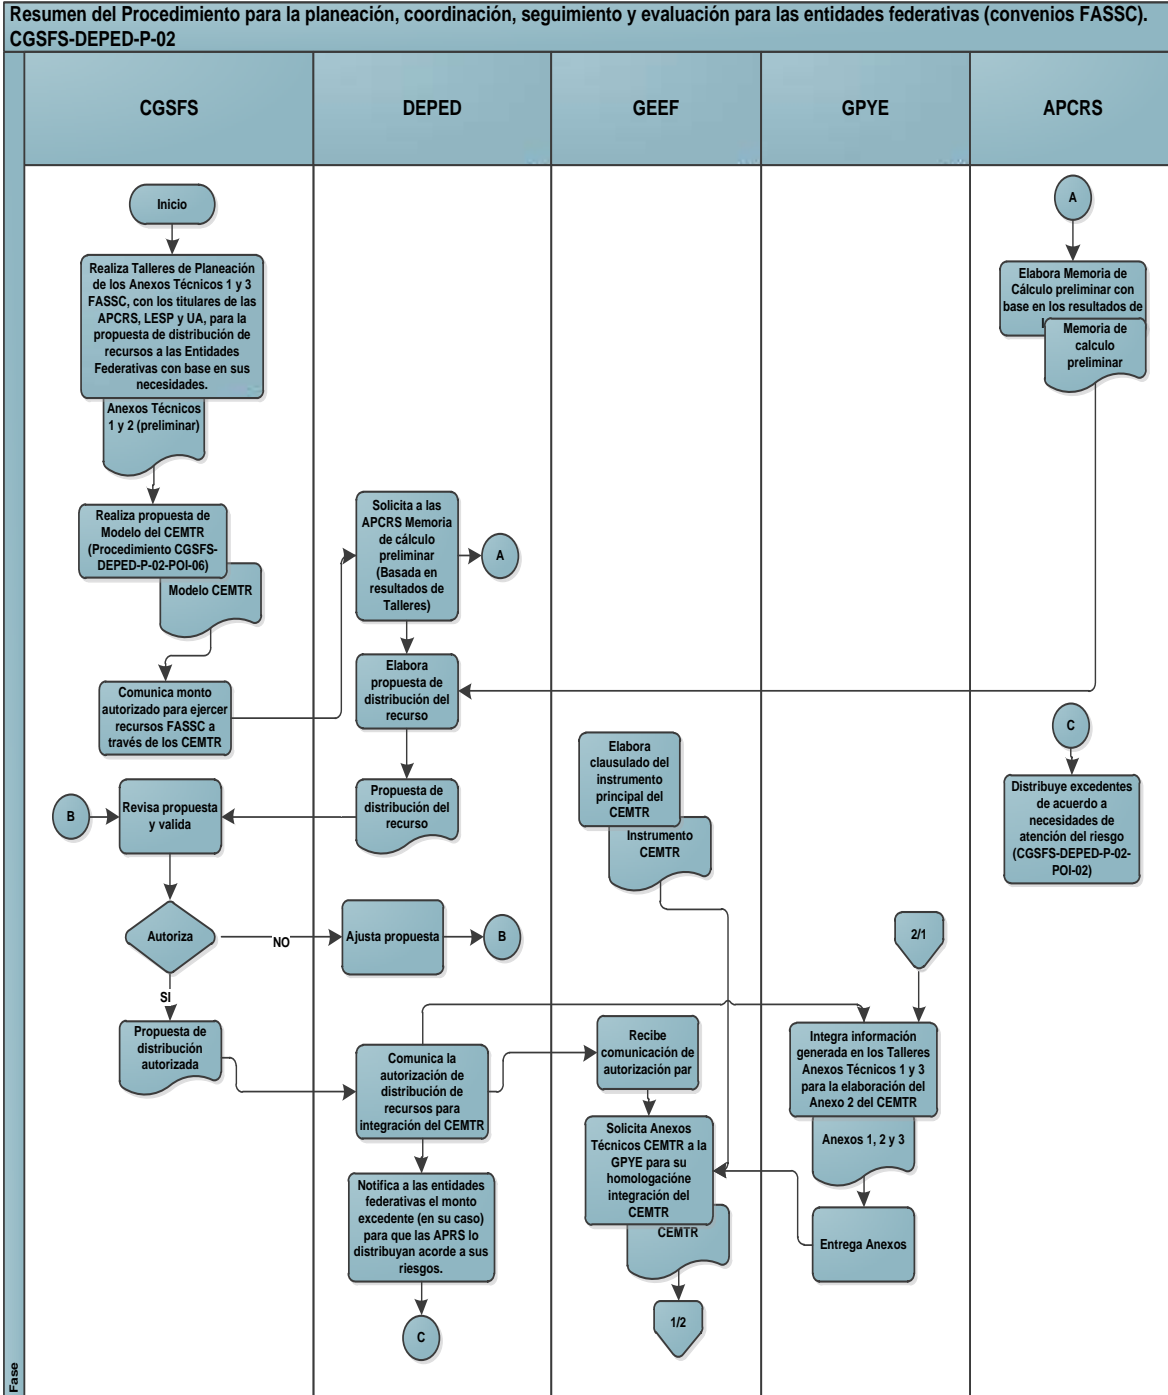 Resumen del Procedimiento para la planeación, coordinación, seguimiento y evaluación para las entidades federativas (convenios FASSC).
CGSFS-DEPED-P-02
CGSFS
DEPED
GEEF
GPYE
APCRS
Inicio
Realiza Talleres de Planeación
de los Anexos Técnicos 1 y 3
FASSC, con los titulares de las
APCRS, LESP y UA, para la
propuesta de distribución de
recursos a las Entidades
Federativas con base en sus
necesidades.
Anexos Técnicos
1 y 2 (preliminar)
Realiza propuesta de
Modelo del CEMTR
(Procedimiento CGSFS-
DEPED-P-02-POI-06)
Modelo CEMTR
Comunica monto
autorizado para ejercer
recursos FASSC a
través de los CEMTR
B
Revisa propuesta
y valida
Autoriza
NO
SI
Propuesta de
distribución
autorizada
Solicita a las
APCRS Memoria
de cálculo
preliminar
(Basada en
resultados de
Talleres)
A
Elabora
propuesta de
distribución del
recurso
Propuesta de
distribución del
recurso
Ajusta propuesta
B
Comunica la
autorización de
distribución de
recursos para
integración del CEMTR
Notifica a las entidades
federativas el monto
excedente (en su caso)
para que las APRS lo
distribuyan acorde a sus
riesgos.
C
Elabora
clausulado del
instrumento
principal del
CEMTR
Instrumento
CEMTR
Recibe
comunicación de
autorización par
Solicita Anexos
Técnicos CEMTR a la
GPYE para su
homologacióne
integración del
CEMTR
CEMTR
1/2
2/1
Integra información
generada en los Talleres
Anexos Técnicos 1 y 3
para la elaboración del
Anexo 2 del CEMTR
Anexos 1, 2 y 3
Entrega Anexos
A
Elabora Memoria de
Cálculo preliminar con
base en los resultados de
Memoria de
calculo
preliminar
C
Distribuye excedentes
de acuerdo a
necesidades de
atención del riesgo
(CGSFS-DEPED-P-02-
POI-02)
Fase